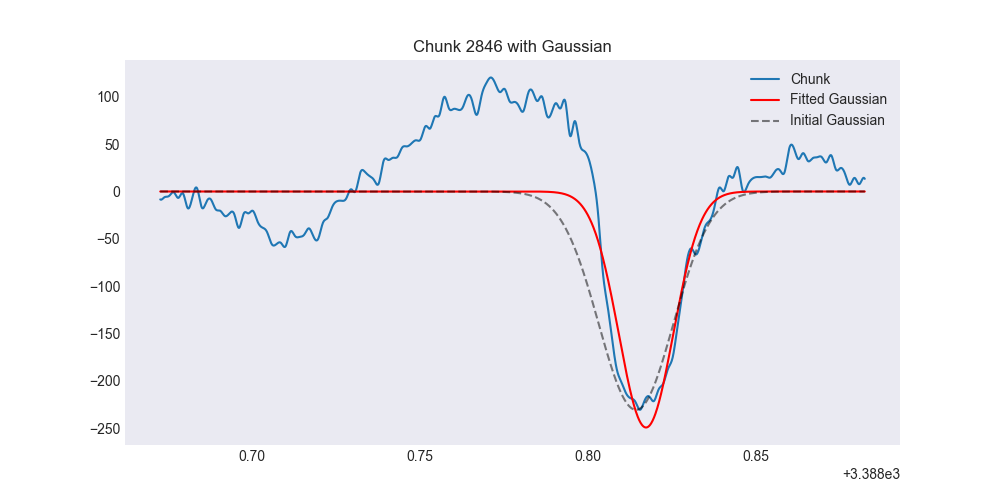 Chunk 2846 with Gaussian
Chunk
Fitted Gaussian
Initial Gaussian
100
50
0
−50
−100
−150
−200
−250
0.70 0.75 0.80 0.85
+3.388e3